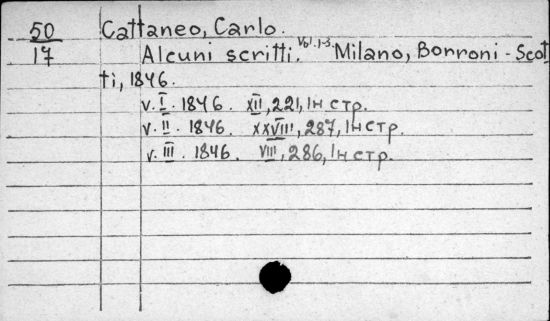 50
17
Cattaneo, Carlo.
Alcuni scritti. Vol. 1-3. Milano, Borroni - Scot
ti, 1846.
v. I. 1846. XII, 221, 1 н стр.
v. II. 1846. XXVIII, 287, 1 н стр.
v. III. 1846. VIII, 286, 1 н стр.